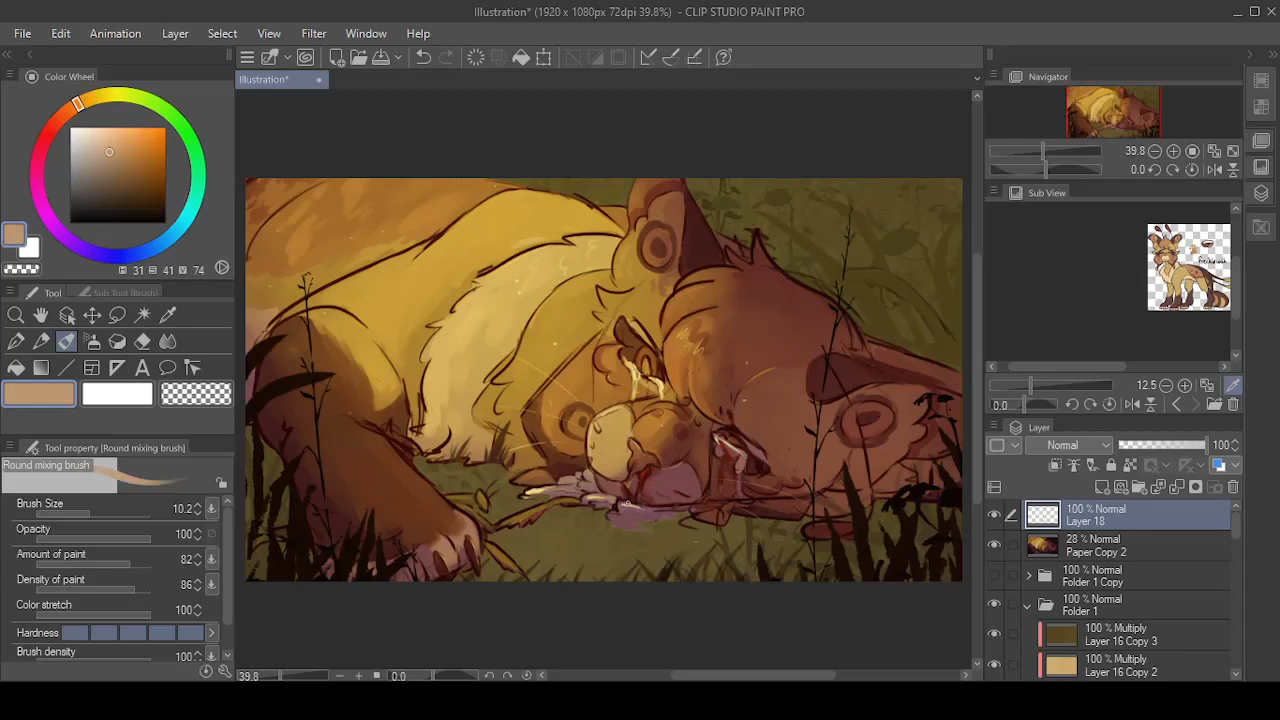 Illustration* (1920 x 1080px 72dpi 39.8%) - CLIP STUDIO PAINT PRO
File Edit Animation Layer Select View Filter Window Help
Illustration*
Color Wheel
31 41 74
Tool Sub Tool [Brush]
Tool property [Round mixing brush]
Round mixing brush
Brush Size 10.2
Opacity 100
Amount of paint 82
Density of paint 86
Color stretch 100
Hardness
Brush density 100
39.8 0.0
Navigator
39.8
0.0
Sub View
12.5
0.0
Layer
Normal 100
100 % Normal
Layer 18
28 % Normal
Paper Copy 2
100 % Normal
Folder 1 Copy
100 % Normal
Folder 1
100 % Multiply
Layer 16 Copy 3
100 % Multiply
Layer 16 Copy 2